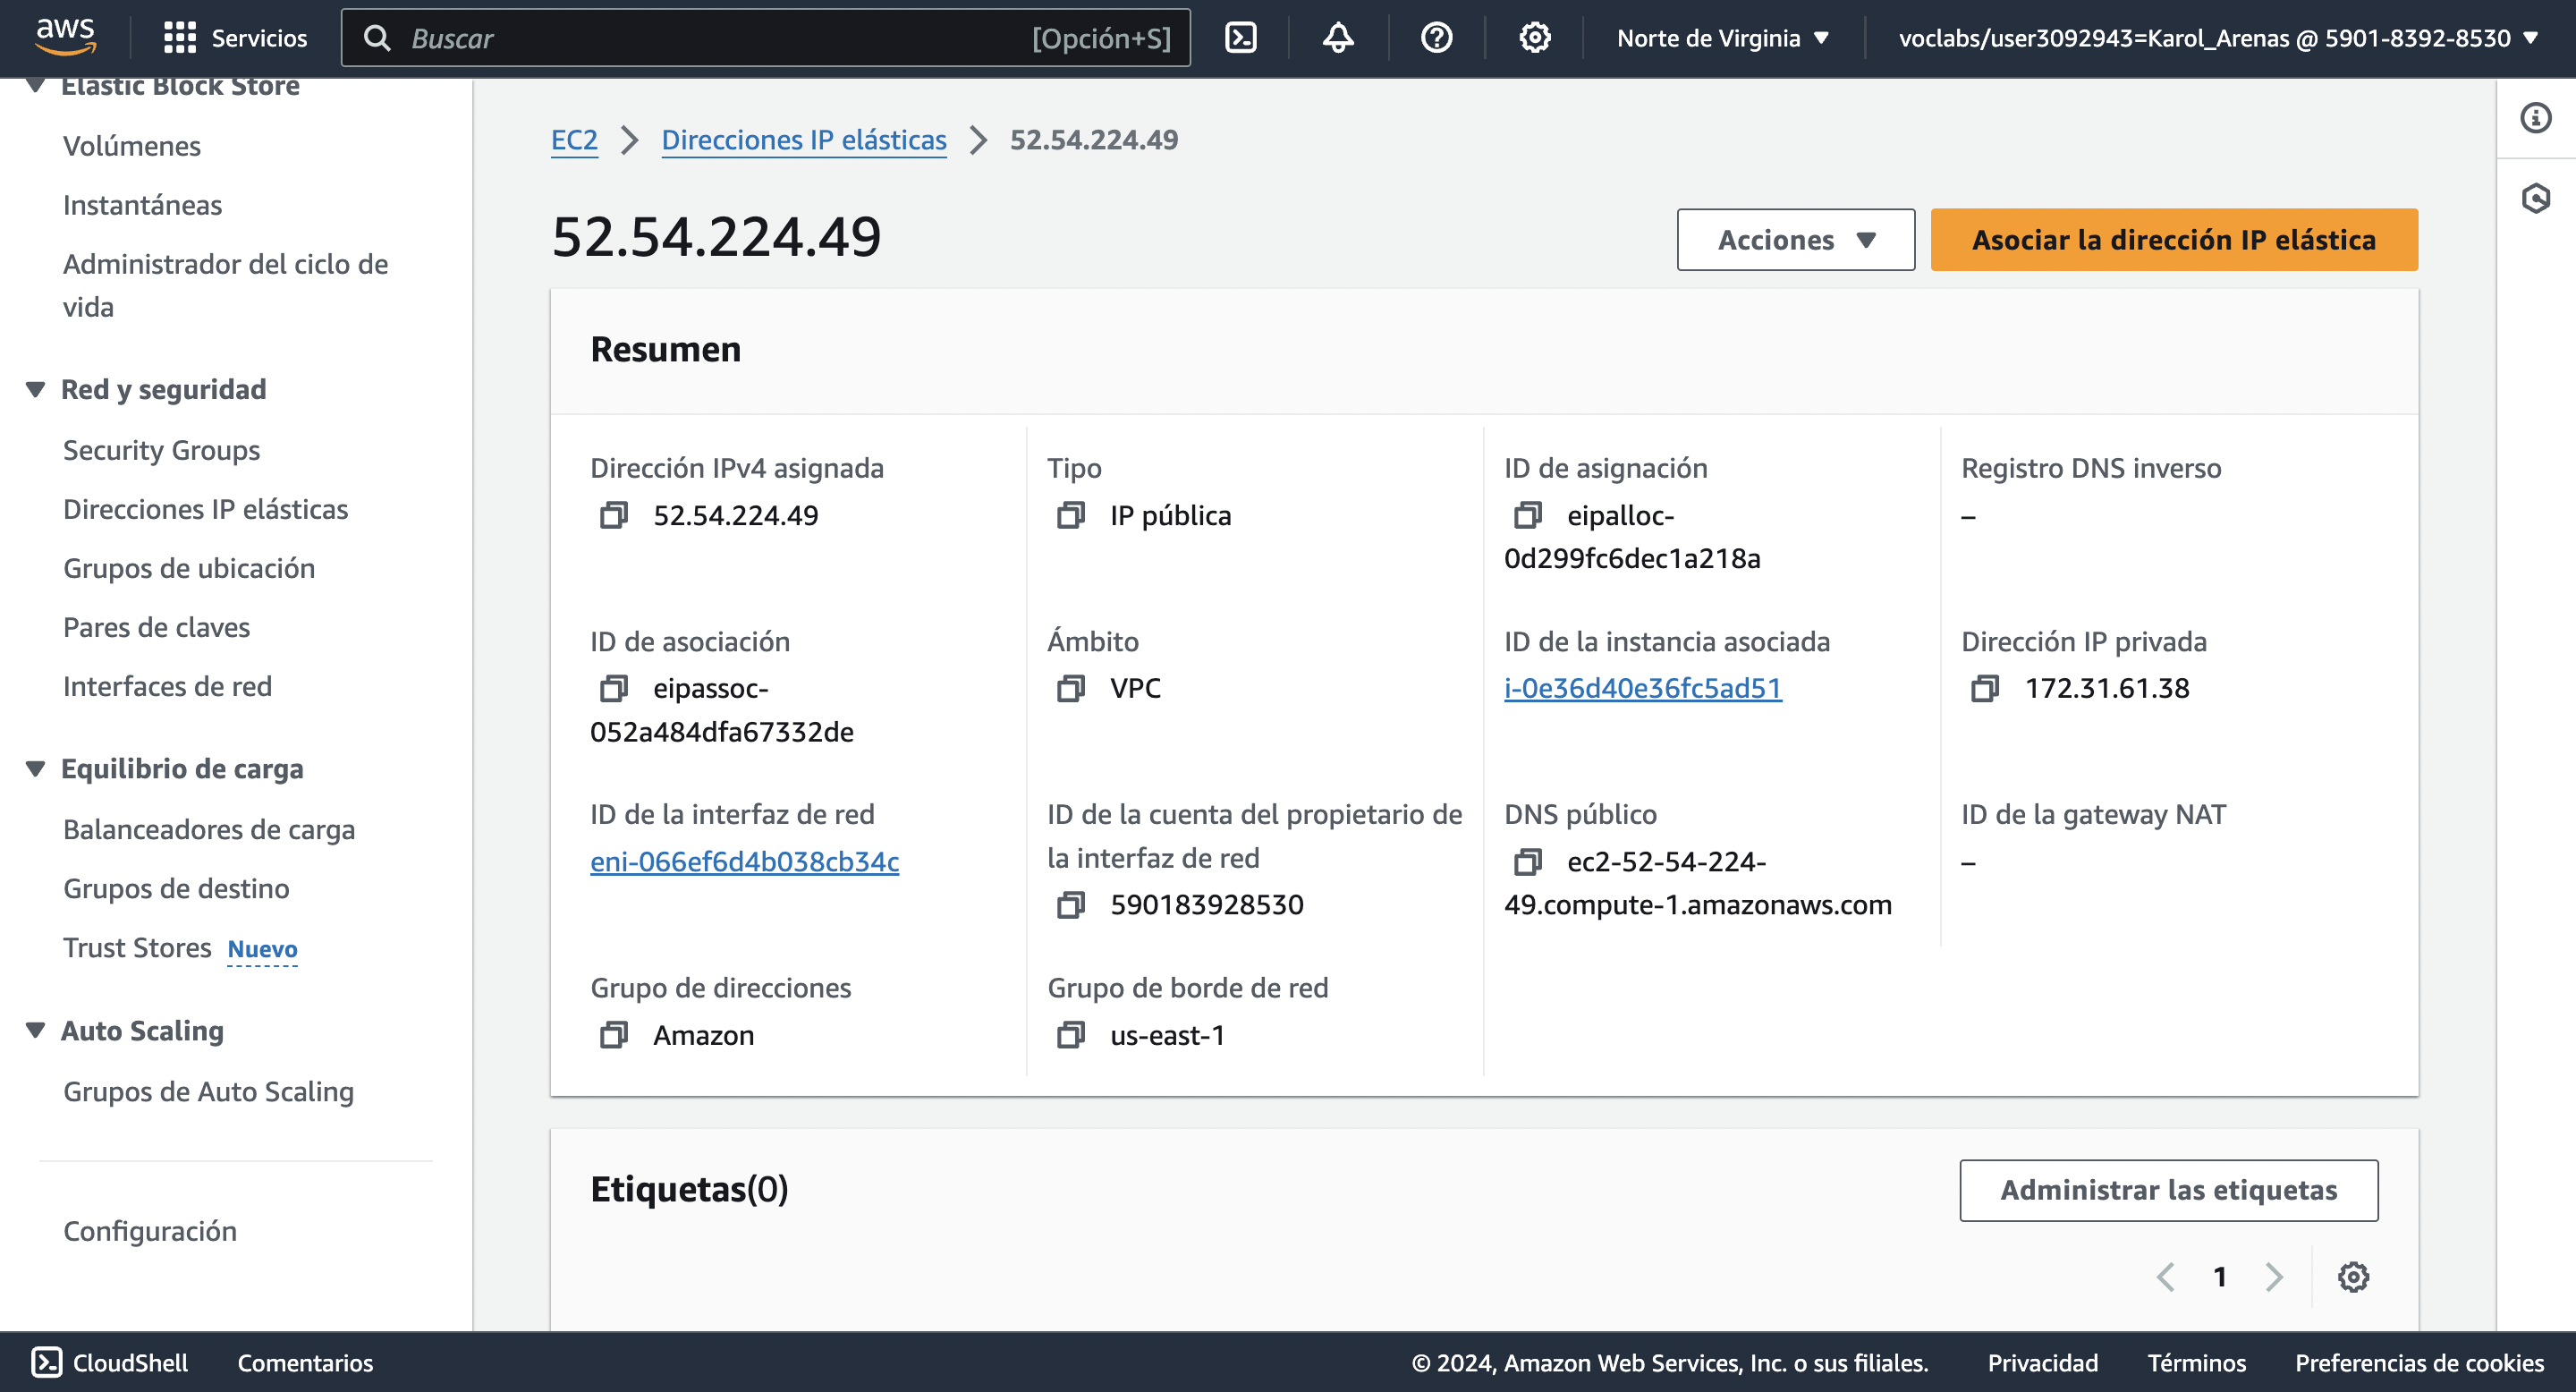 aws
Servicios
Buscar
[Opción+S]
Norte de Virginia
voclabs/user3092943=Karol_Arenas @ 5901-8392-8530
Elastic Block Store
Volúmenes
Instantáneas
Administrador del ciclo de
vida
Red y seguridad
Security Groups
Direcciones IP elásticas
Grupos de ubicación
Pares de claves
Interfaces de red
Equilibrio de carga
Balanceadores de carga
Grupos de destino
Trust Stores Nuevo
Auto Scaling
Grupos de Auto Scaling
Configuración
EC2 > Direcciones IP elásticas > 52.54.224.49
52.54.224.49
Acciones
Asociar la dirección IP elástica
Resumen
Dirección IPv4 asignada
52.54.224.49
Tipo
IP pública
ID de asignación
eipalloc-
0d299fc6dec1a218a
Registro DNS inverso
–
ID de asociación
eipassoc-
052a484dfa67332de
Ámbito
VPC
ID de la instancia asociada
i-0e36d40e36fc5ad51
Dirección IP privada
172.31.61.38
ID de la interfaz de red
eni-066ef6d4b038cb34c
ID de la cuenta del propietario de
la interfaz de red
590183928530
DNS público
ec2-52-54-224-
49.compute-1.amazonaws.com
ID de la gateway NAT
–
Grupo de direcciones
Amazon
Grupo de borde de red
us-east-1
Etiquetas(0)
Administrar las etiquetas
1
CloudShell
Comentarios
© 2024, Amazon Web Services, Inc. o sus filiales.
Privacidad
Términos
Preferencias de cookies